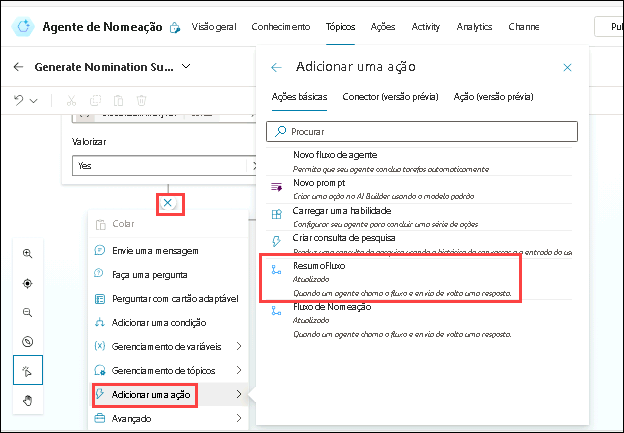 Agente de Nomeação
Visão geral
Conhecimento
Tópicos
Ações
Activity
Analytics
Channe
Pul
Generate Nomination Su...
Valorizar
Yes
Colar
Envie uma mensagem
Faça uma pergunta
Perguntar com cartão adaptável
Adicionar uma condição
Gerenciamento de variáveis
Gerenciamento de tópicos
Adicionar uma ação
Avançado
Adicionar uma ação
Ações básicas
Conector (versão prévia)
Ação (versão prévia)
Procurar
Novo fluxo de agente
Permite que seu agente conclua tarefas automaticamente
Novo prompt
Criar uma ação no AI Builder usando o modelo padrão
Carregar uma habilidade
Configurar seu agente para concluir uma série de ações
Criar consulta de pesquisa
ResumoFluxo
Atualizado
Quando um agente chama o fluxo e envia de volta uma resposta.
Fluxo de Nomeação
Atualizado
Quando um agente chama o fluxo e envia de volta uma resposta.